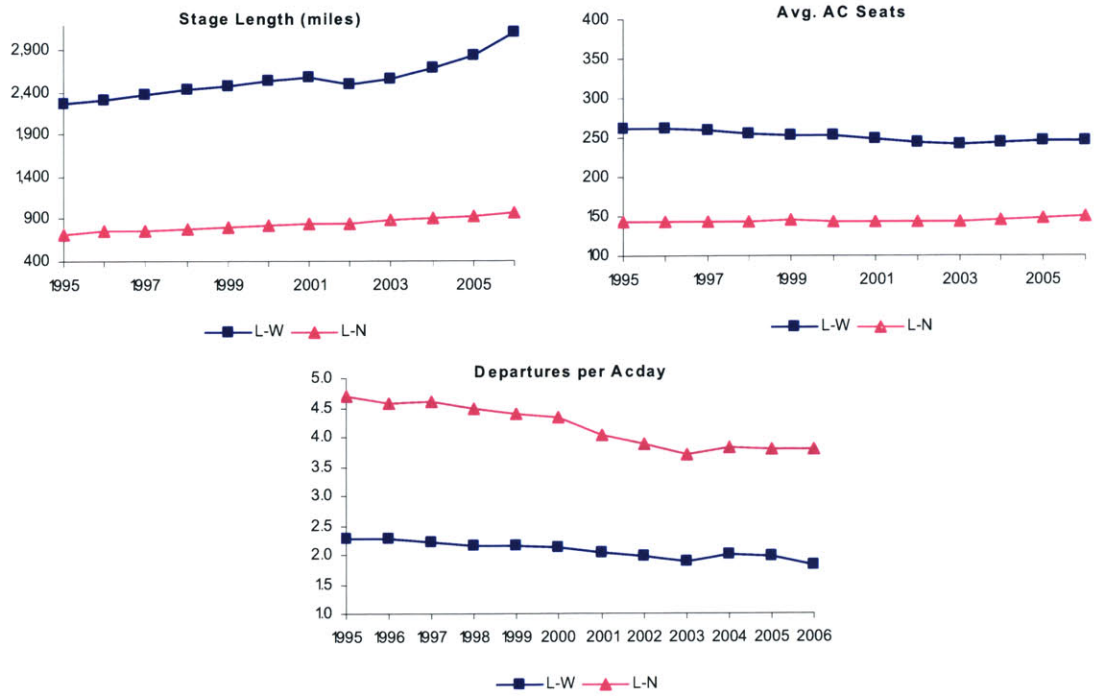 Stage Length (miles)
2,900
2,400
1,900
1,400
900
400
1995 1997 1999 2001 2003 2005
L-W L-N
Avg. AC Seats
400
350
300
250
200
150
100
1995 1997 1999 2001 2003 2005
L-W L-N
Departures per Acday
5.0
4.5
4.0
3.5
3.0
2.5
2.0
1.5
1.0
1995 1996 1997 1998 1999 2000 2001 2002 2003 2004 2005 2006
L-W L-N